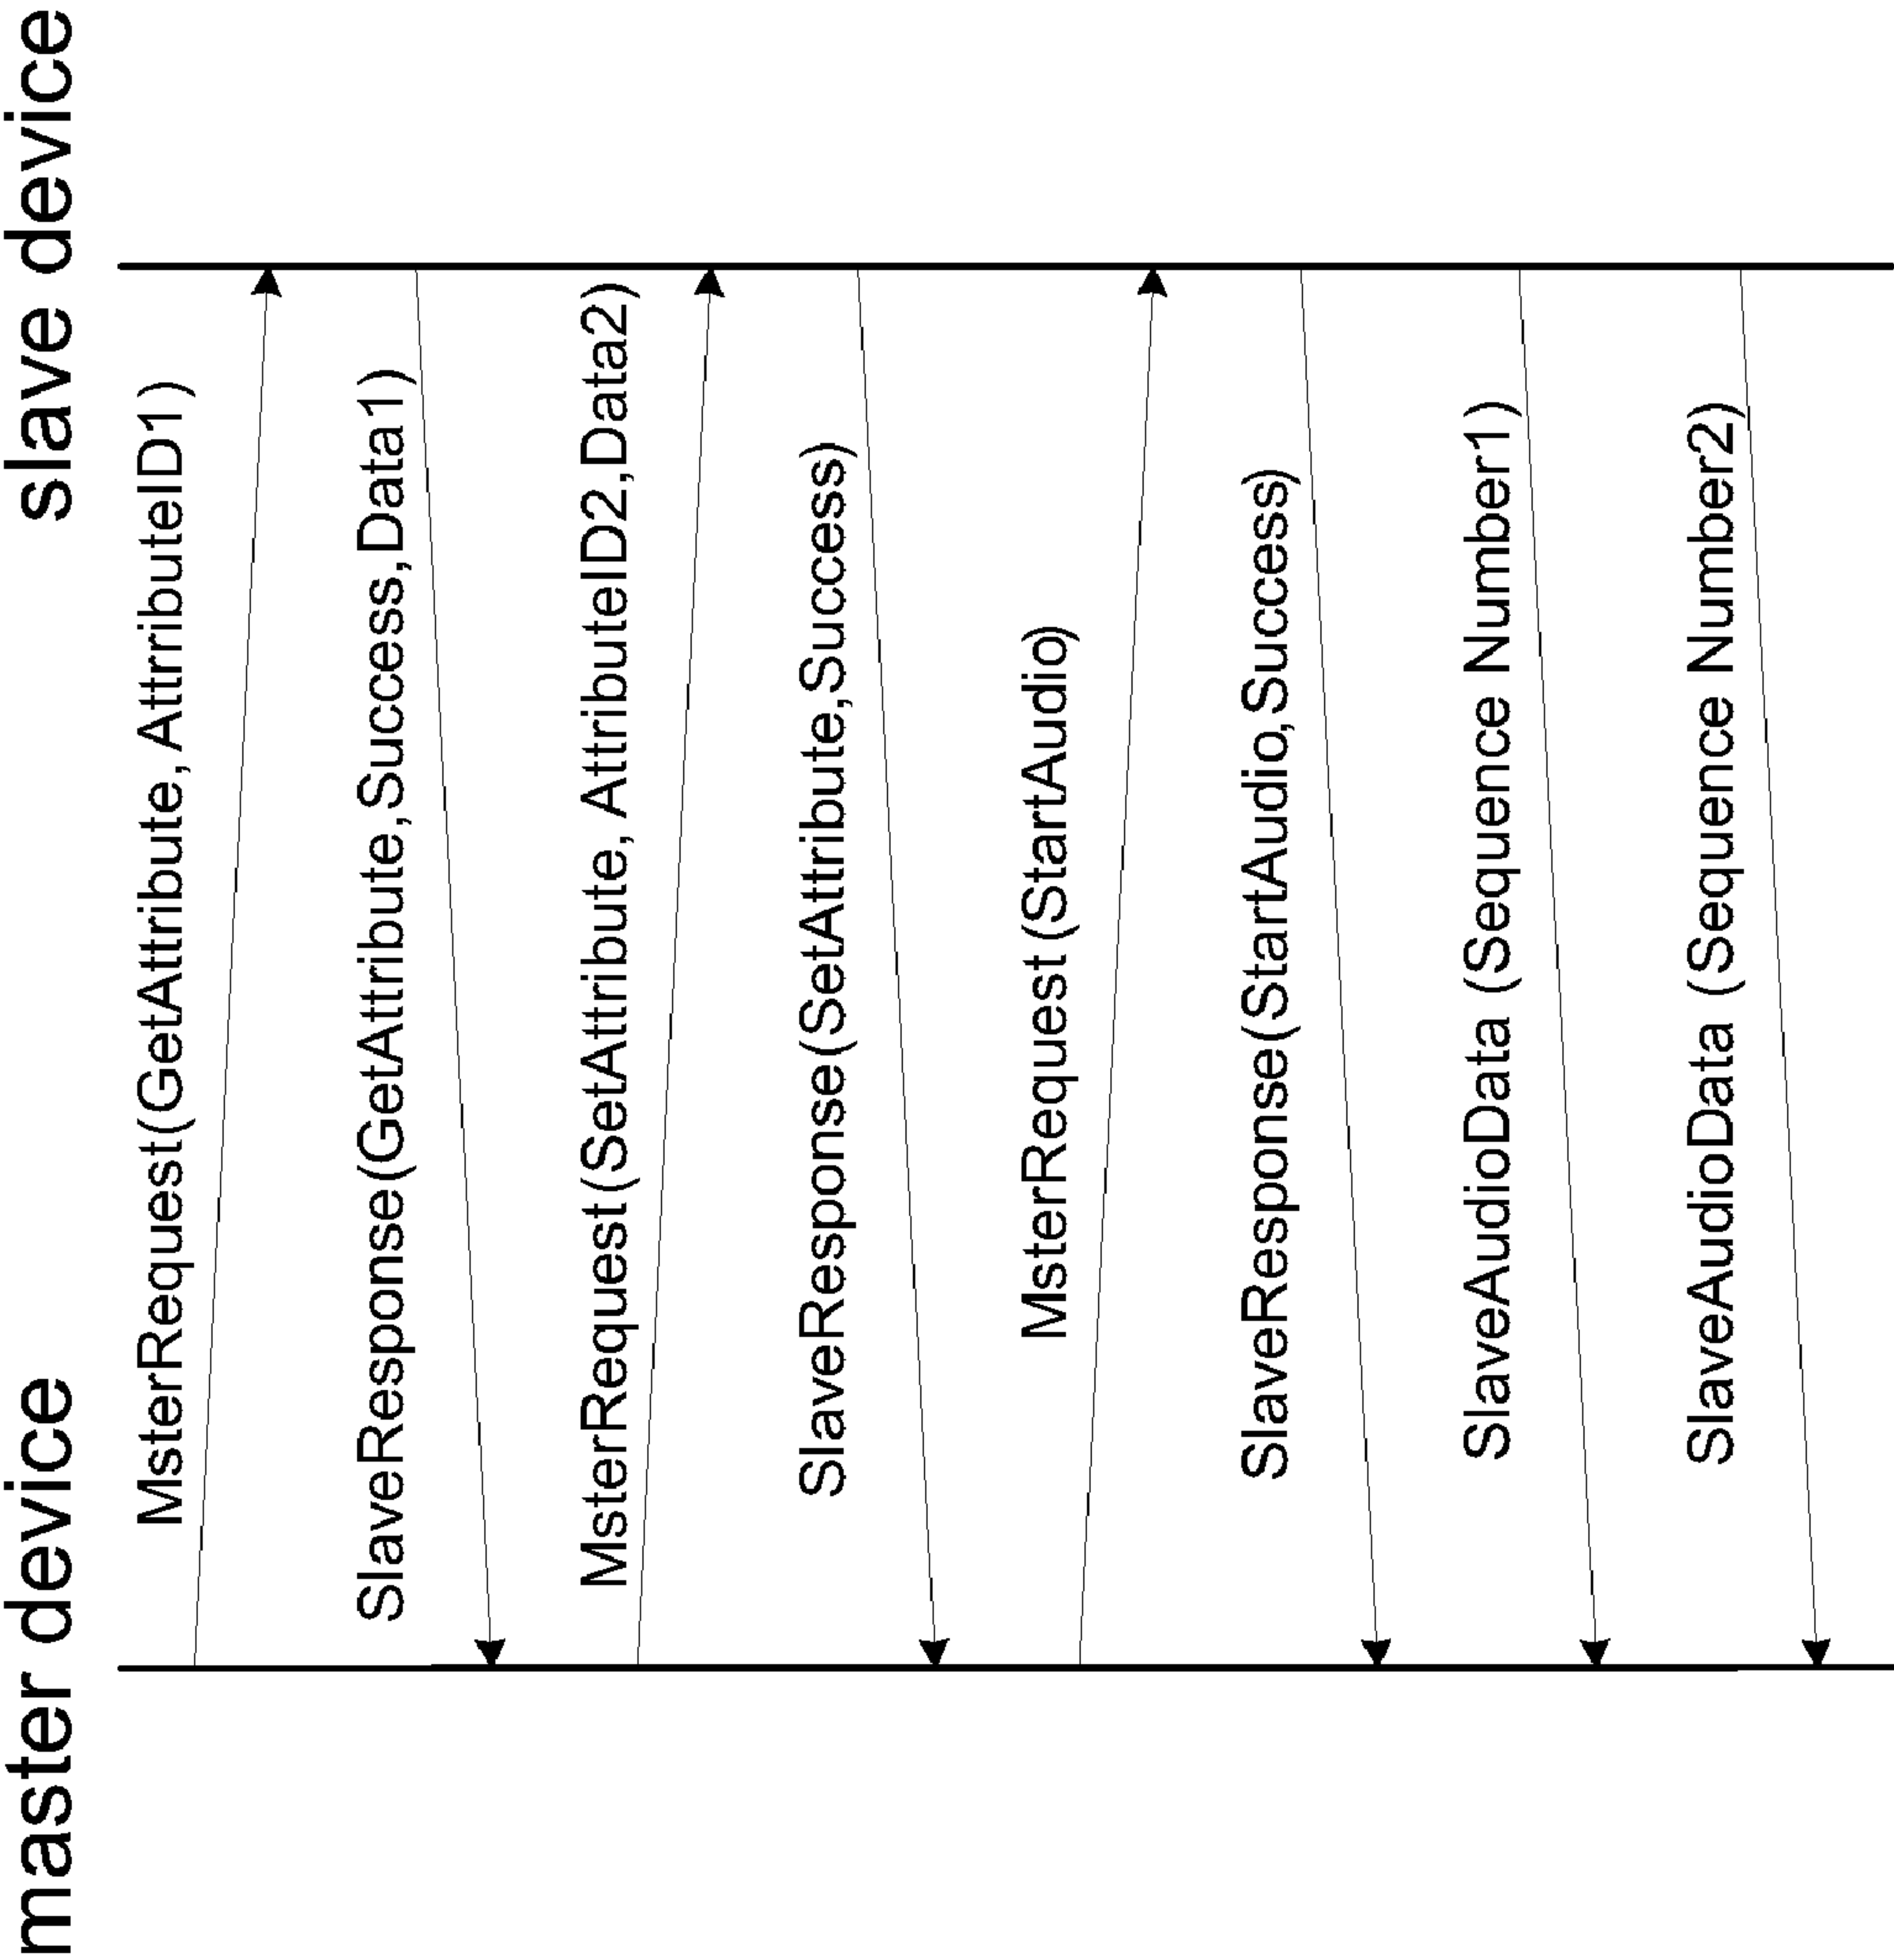 master device
slave device
MsterRequest(GetAttribute,AttrributeID1)
SlaveResponse(GetAttribute,Success,Data1)
MsterRequest(SetAttribute, AttributeID2,Data2)
SlaveResponse(SetAttribute,Success)
MsterRequest(StartAudio)
SlaveResponse(StartAudio,Success)
SlaveAudioData (Sequence Number1)
SlaveAudioData (Sequence Number2)